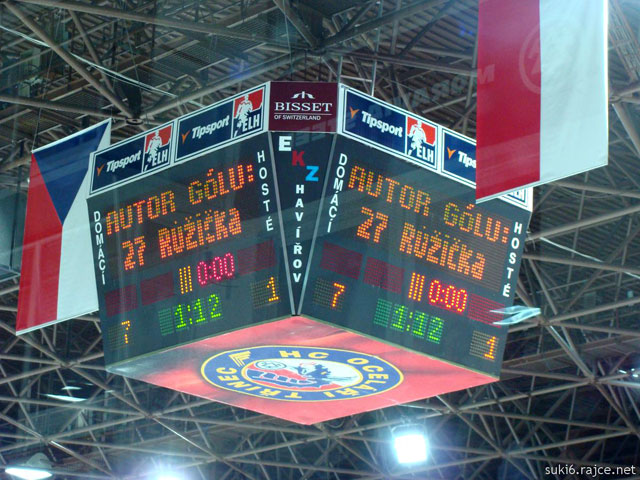 Tipsport
ELH
Tipsport
ELH
BISSET
OF SWITZERLAND
Tipsport
ELH
Tipsport
EKZ
HAVÍŘOV
DOMÁCÍ
HOSTÉ
AUTOR GÓLU:
27 RŮŽIČKA
0:00
7
1:12
1
DOMÁCÍ
HOSTÉ
AUTOR GÓLU:
27 RŮŽIČKA
0:00
7
1:12
1
HC OCELÁŘI
TŘINEC
suki6.rajce.net